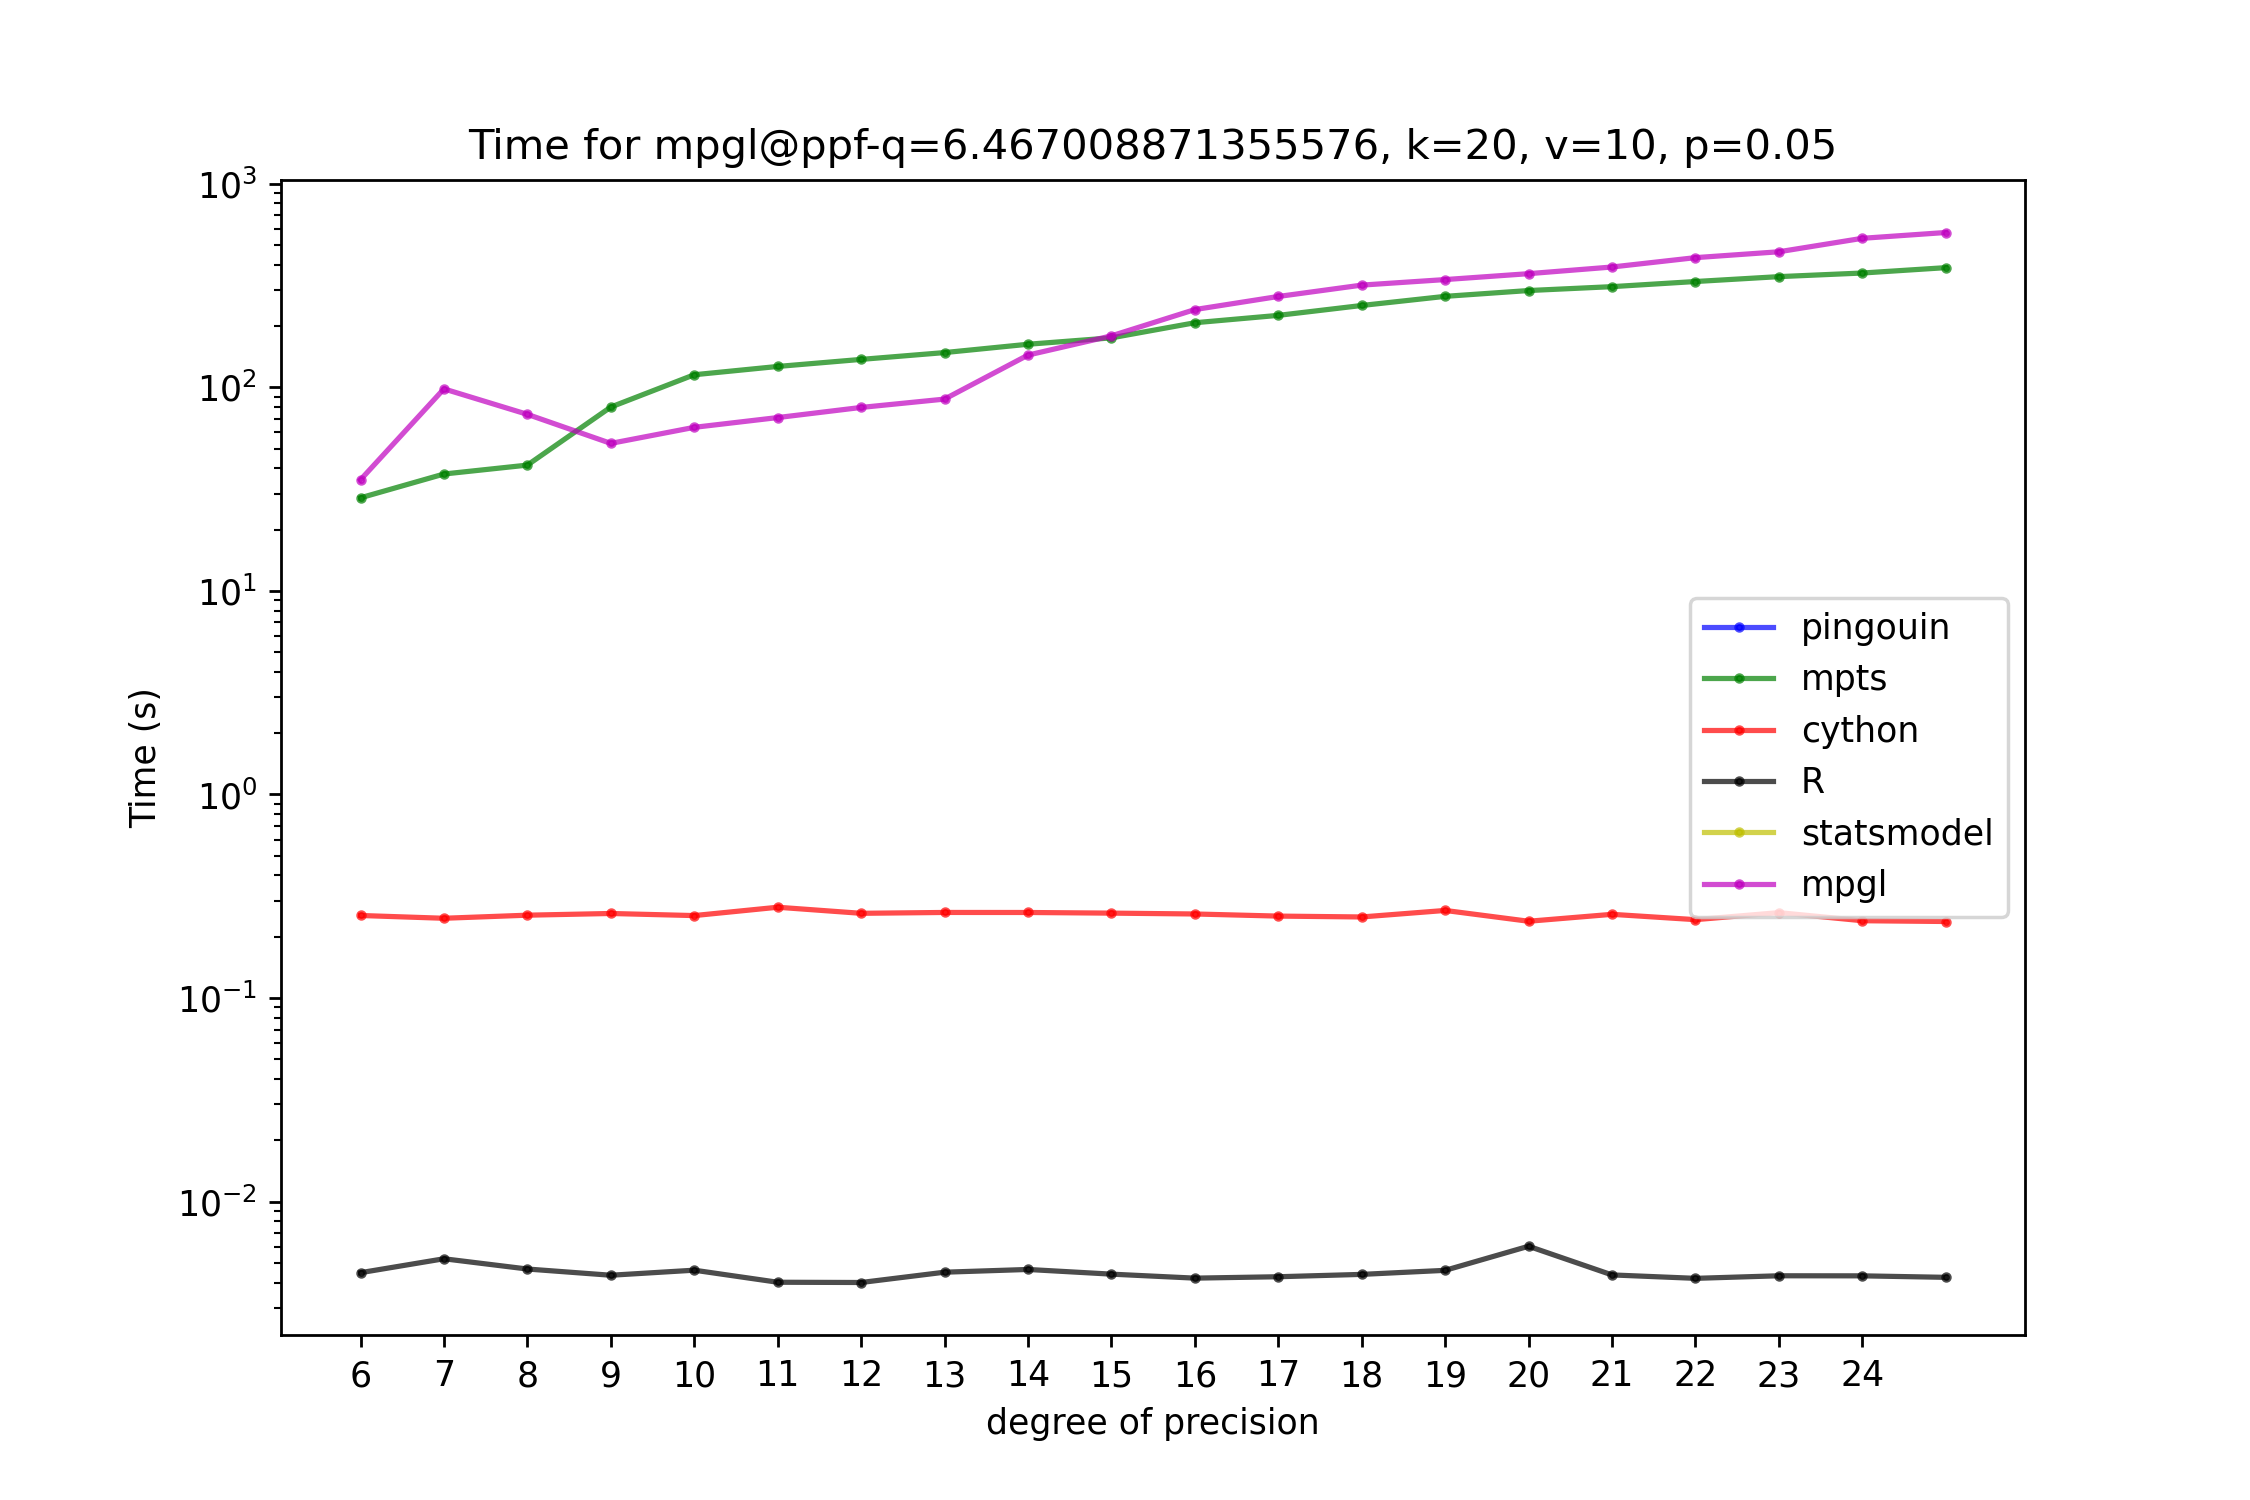 Time for mpgl@ppf-q=6.467008871355576, k=20, v=10, p=0.05
10³
10²
10¹
10⁰
10⁻¹
10⁻²
Time (s)
pingouin
mpts
cython
R
statsmodel
mpgl
6 7 8 9 10 11 12 13 14 15 16 17 18 19 20 21 22 23 24
degree of precision